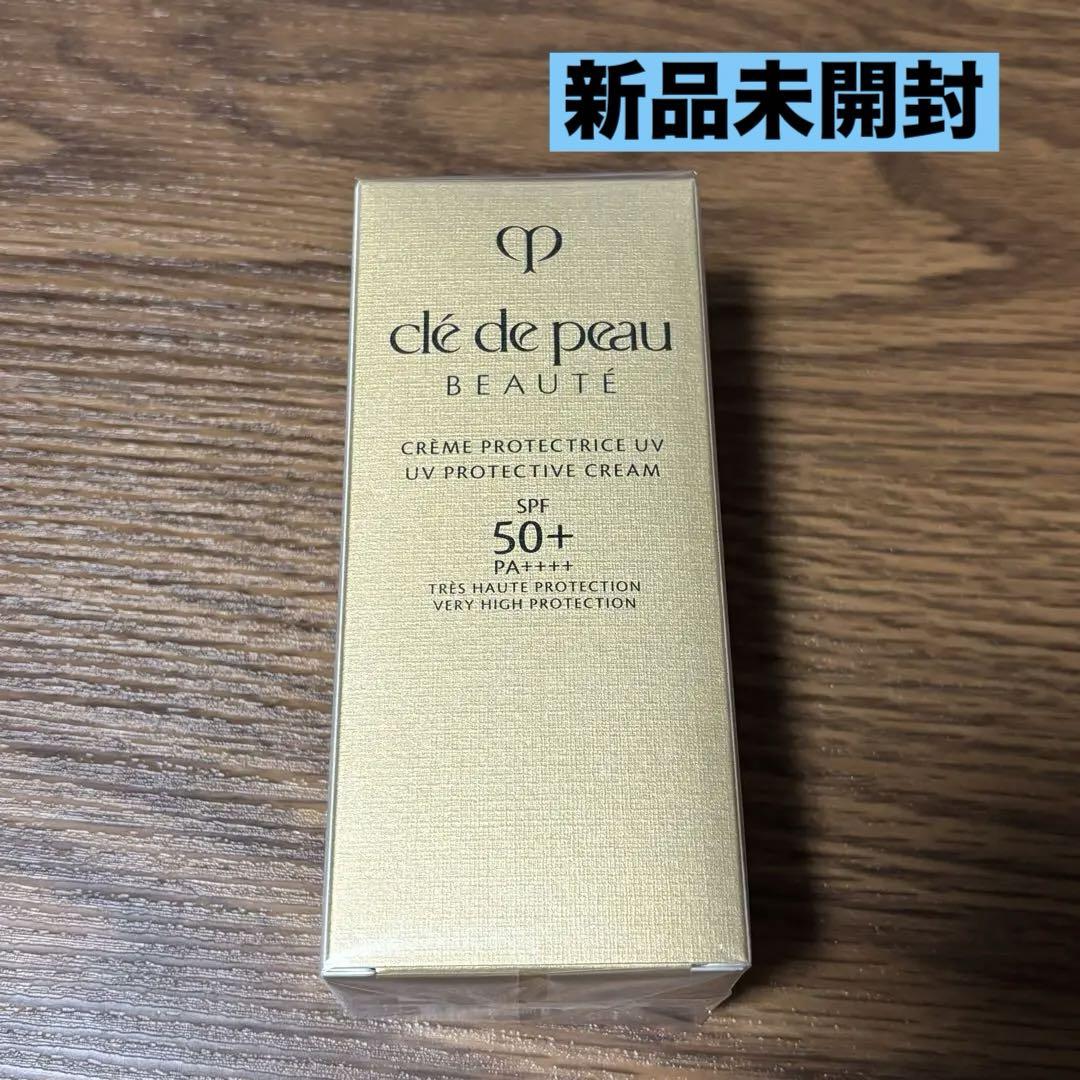 新品未開封
clé de peau
BEAUTÉ
CRÈME PROTECTRICE UV
UV PROTECTIVE CREAM
SPF
50+
PA++++
TRÈS HAUTE PROTECTION
VERY HIGH PROTECTION